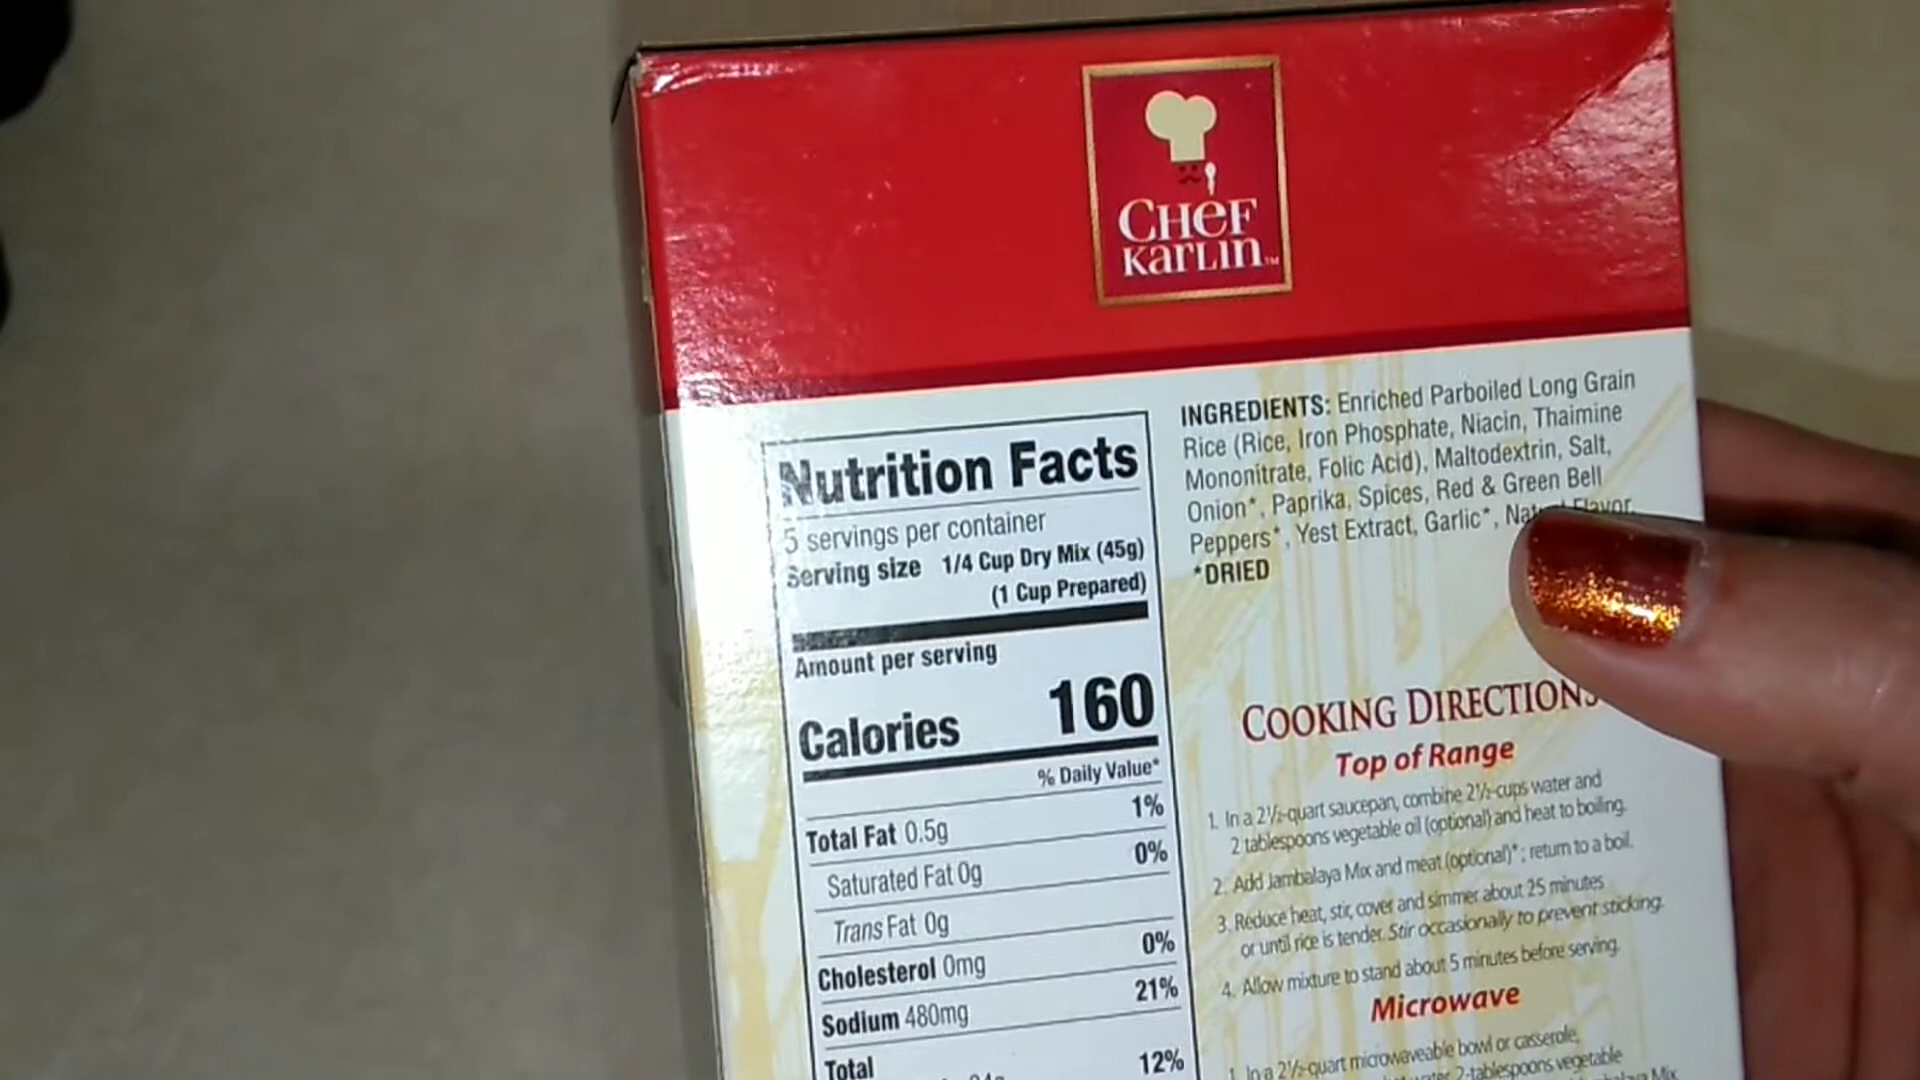 CHEF
KARLIN™
Nutrition Facts
5 servings per container
Serving size 1/4 Cup Dry Mix (45g)
(1 Cup Prepared)
Amount per serving
Calories 160
% Daily Value*
Total Fat 0.5g 1%
Saturated Fat 0g 0%
Trans Fat 0g
Cholesterol 0mg 0%
Sodium 480mg 21%
Total 12%
INGREDIENTS: Enriched Parboiled Long Grain
Rice (Rice, Iron Phosphate, Niacin, Thaimine
Mononitrate, Folic Acid), Maltodextrin, Salt,
Onion*, Paprika, Spices, Red & Green Bell
Peppers*, Yest Extract, Garlic*, Flavor
*DRIED
COOKING DIRECTIONS
Top of Range
1. In a 2½-quart saucepan, combine 2½-cups water and
2 tablespoons vegetable oil (optional) and heat to boiling.
2. Add Jambalaya Mix and meat (optional)*; return to a boil.
3. Reduce heat, stir, cover and simmer about 25 minutes
or until rice is tender. Stir occasionally to prevent sticking.
4. Allow mixture to stand about 5 minutes before serving.
Microwave
1. In a 2½-quart microwaveable bowl or casserole,
water, 2-tablespoons vegetable
Mix